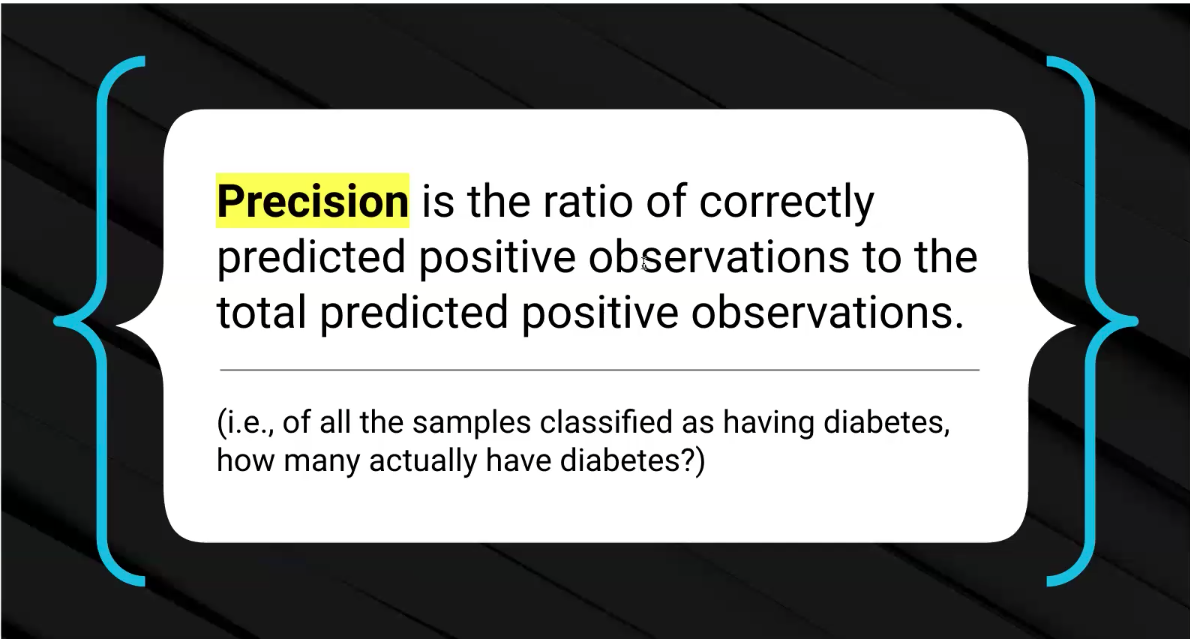 Precision is the ratio of correctly
predicted positive observations to the
total predicted positive observations.
(i.e., of all the samples classified as having diabetes,
how many actually have diabetes?)